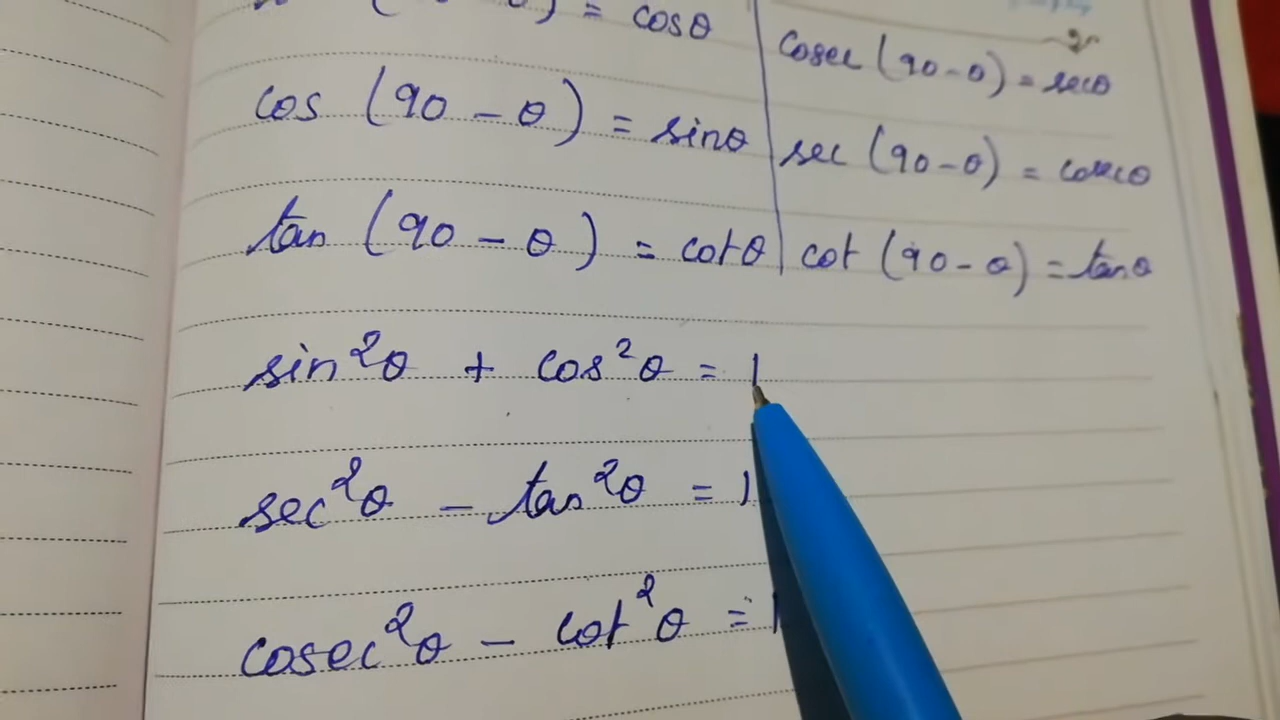 ) = cosθ
cosec (90 - θ) = secθ
cos (90 - θ) = sinθ
sec (90 - θ) = cosecθ
tan (90 - θ) = cotθ
cot (90 - θ) = tanθ
sin²θ + cos²θ = 1
sec²θ - tan²θ = 1
cosec²θ - cot²θ = 1